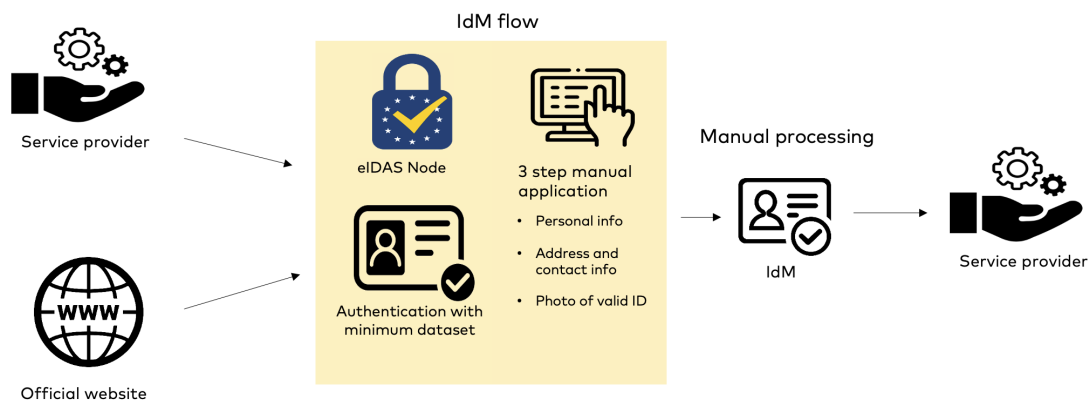 IdM flow
Service provider
eIDAS Node
3 step manual
application
• Personal info
• Address and
contact info
• Photo of valid ID
Authentication with
minimum dataset
WWW
Official website
Manual processing
IdM
Service provider